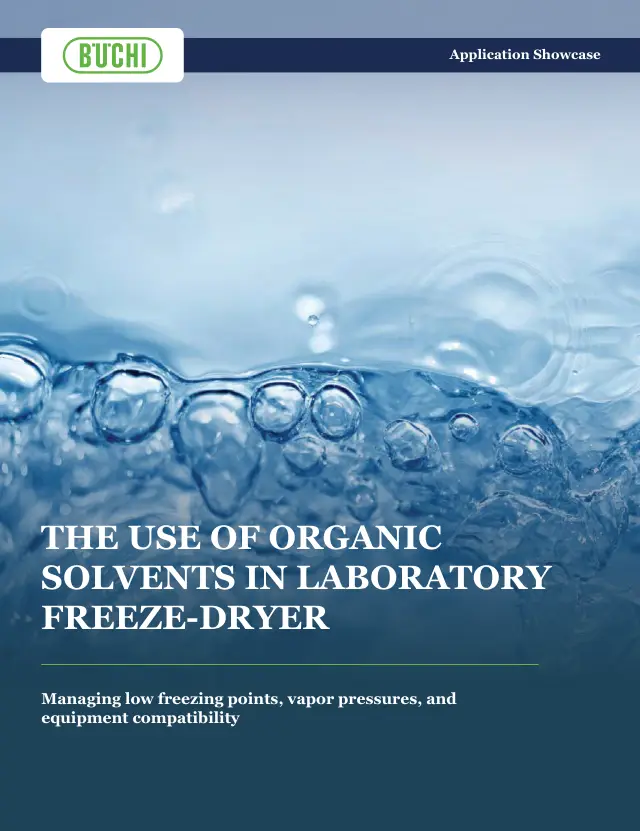 BÜCHI
Application Showcase
THE USE OF ORGANIC
SOLVENTS IN LABORATORY
FREEZE-DRYER
Managing low freezing points, vapor pressures, and
equipment compatibility